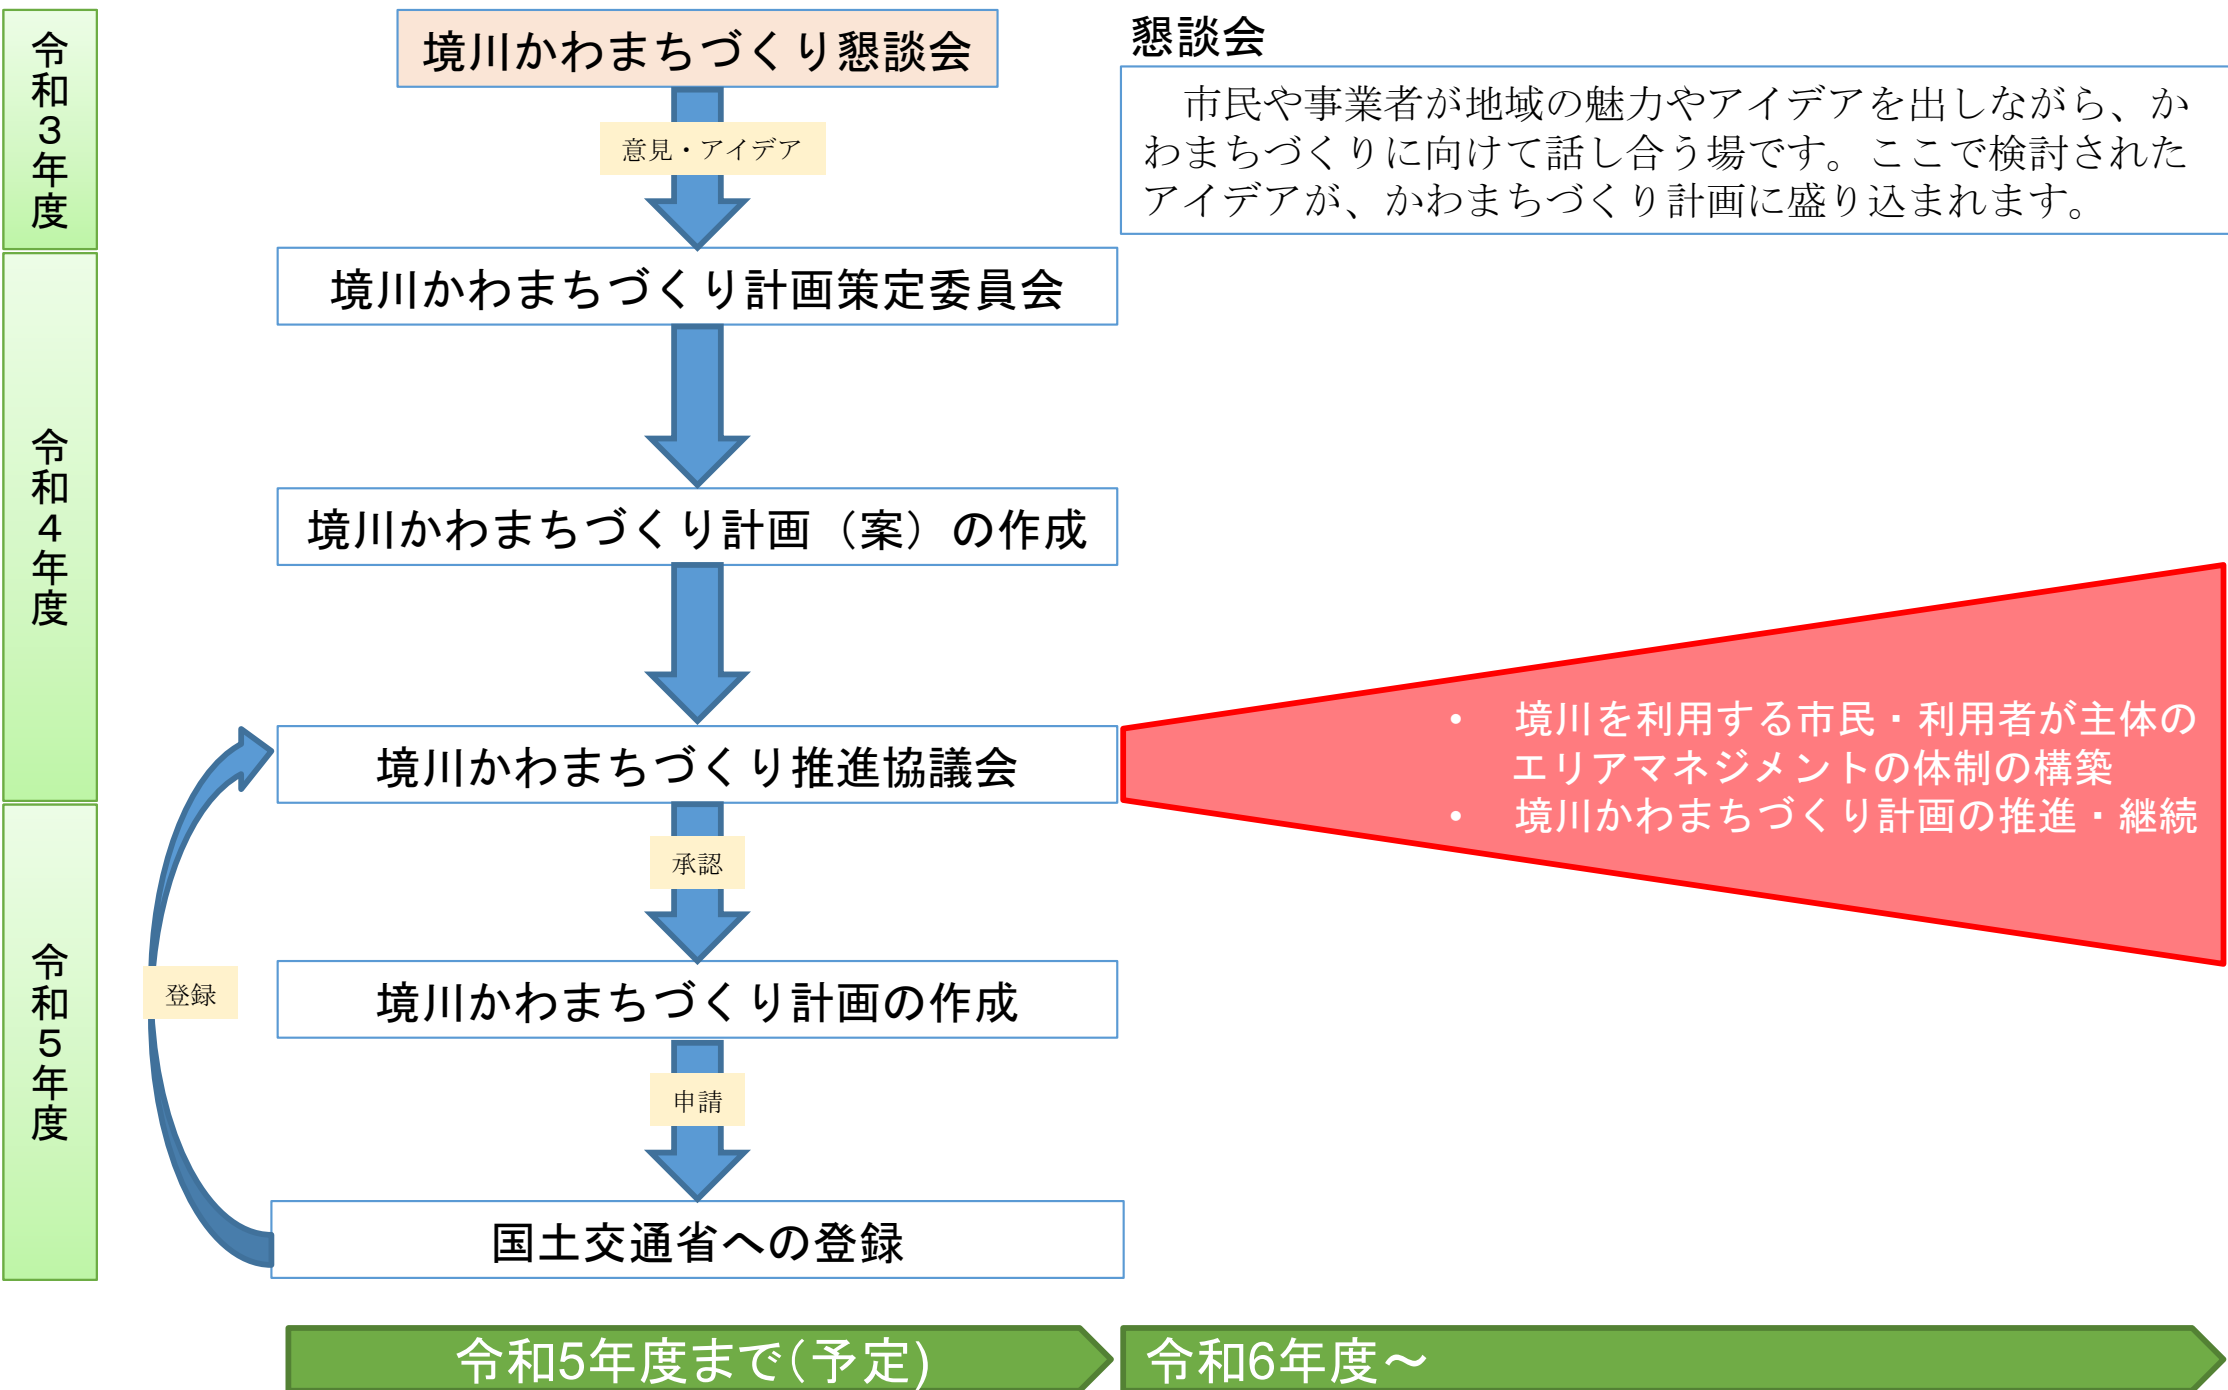 令和３年度
境川かわまちづくり懇談会
意見・アイデア
懇談会
　市民や事業者が地域の魅力やアイデアを出しながら、か
わまちづくりに向けて話し合う場です。ここで検討された
アイデアが、かわまちづくり計画に盛り込まれます。
令和４年度
境川かわまちづくり計画策定委員会
境川かわまちづくり計画（案）の作成
境川かわまちづくり推進協議会
• 境川を利用する市民・利用者が主体の
エリアマネジメントの体制の構築
• 境川かわまちづくり計画の推進・継続
令和５年度
承認
登録
境川かわまちづくり計画の作成
申請
国土交通省への登録
令和5年度まで(予定)
令和6年度～